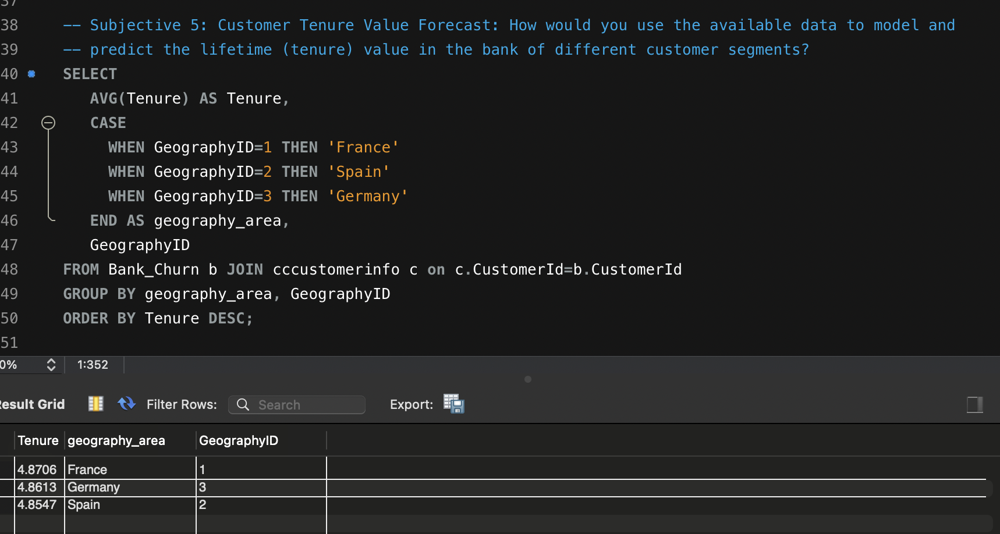 37
38 -- Subjective 5: Customer Tenure Value Forecast: How would you use the available data to model and
39 -- predict the lifetime (tenure) value in the bank of different customer segments?
40 SELECT
41 AVG(Tenure) AS Tenure,
42 CASE
43 WHEN GeographyID=1 THEN 'France'
44 WHEN GeographyID=2 THEN 'Spain'
45 WHEN GeographyID=3 THEN 'Germany'
46 END AS geography_area,
47 GeographyID
48 FROM Bank_Churn b JOIN cccustomerinfo c on c.CustomerId=b.CustomerId
49 GROUP BY geography_area, GeographyID
50 ORDER BY Tenure DESC;
51
0% 1:352
esult Grid Filter Rows: Search Export:
Tenure geography_area GeographyID
4.8706 France 1
4.8613 Germany 3
4.8547 Spain 2